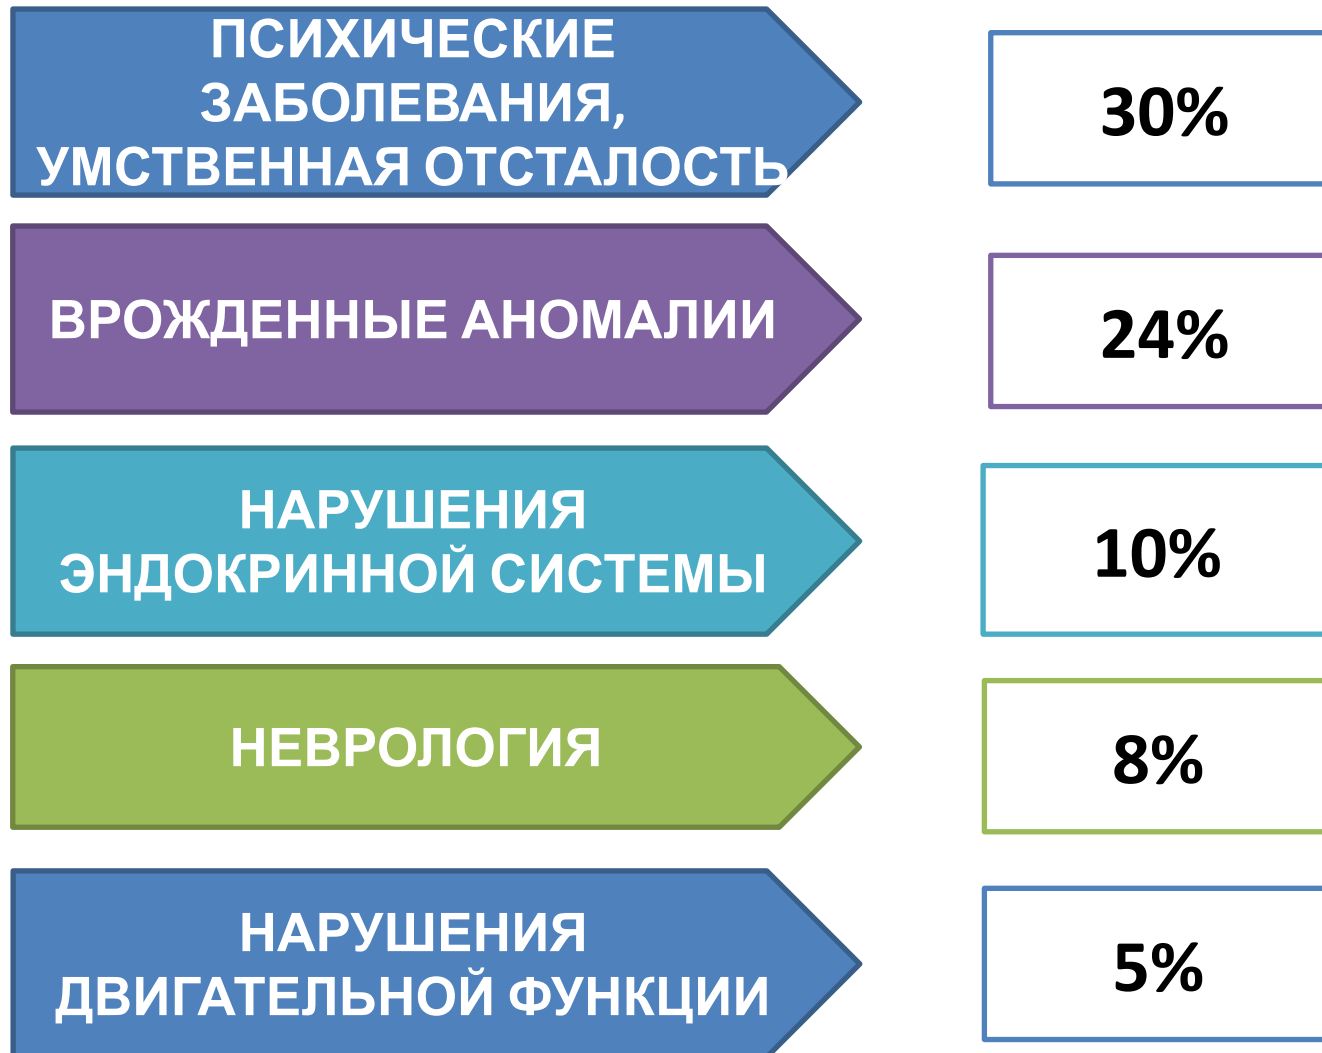 ПСИХИЧЕСКИЕ
ЗАБОЛЕВАНИЯ,
УМСТВЕННАЯ ОТСТАЛОСТЬ
30%
ВРОЖДЕННЫЕ АНОМАЛИИ
24%
НАРУШЕНИЯ
ЭНДОКРИННОЙ СИСТЕМЫ
10%
НЕВРОЛОГИЯ
8%
НАРУШЕНИЯ
ДВИГАТЕЛЬНОЙ ФУНКЦИИ
5%